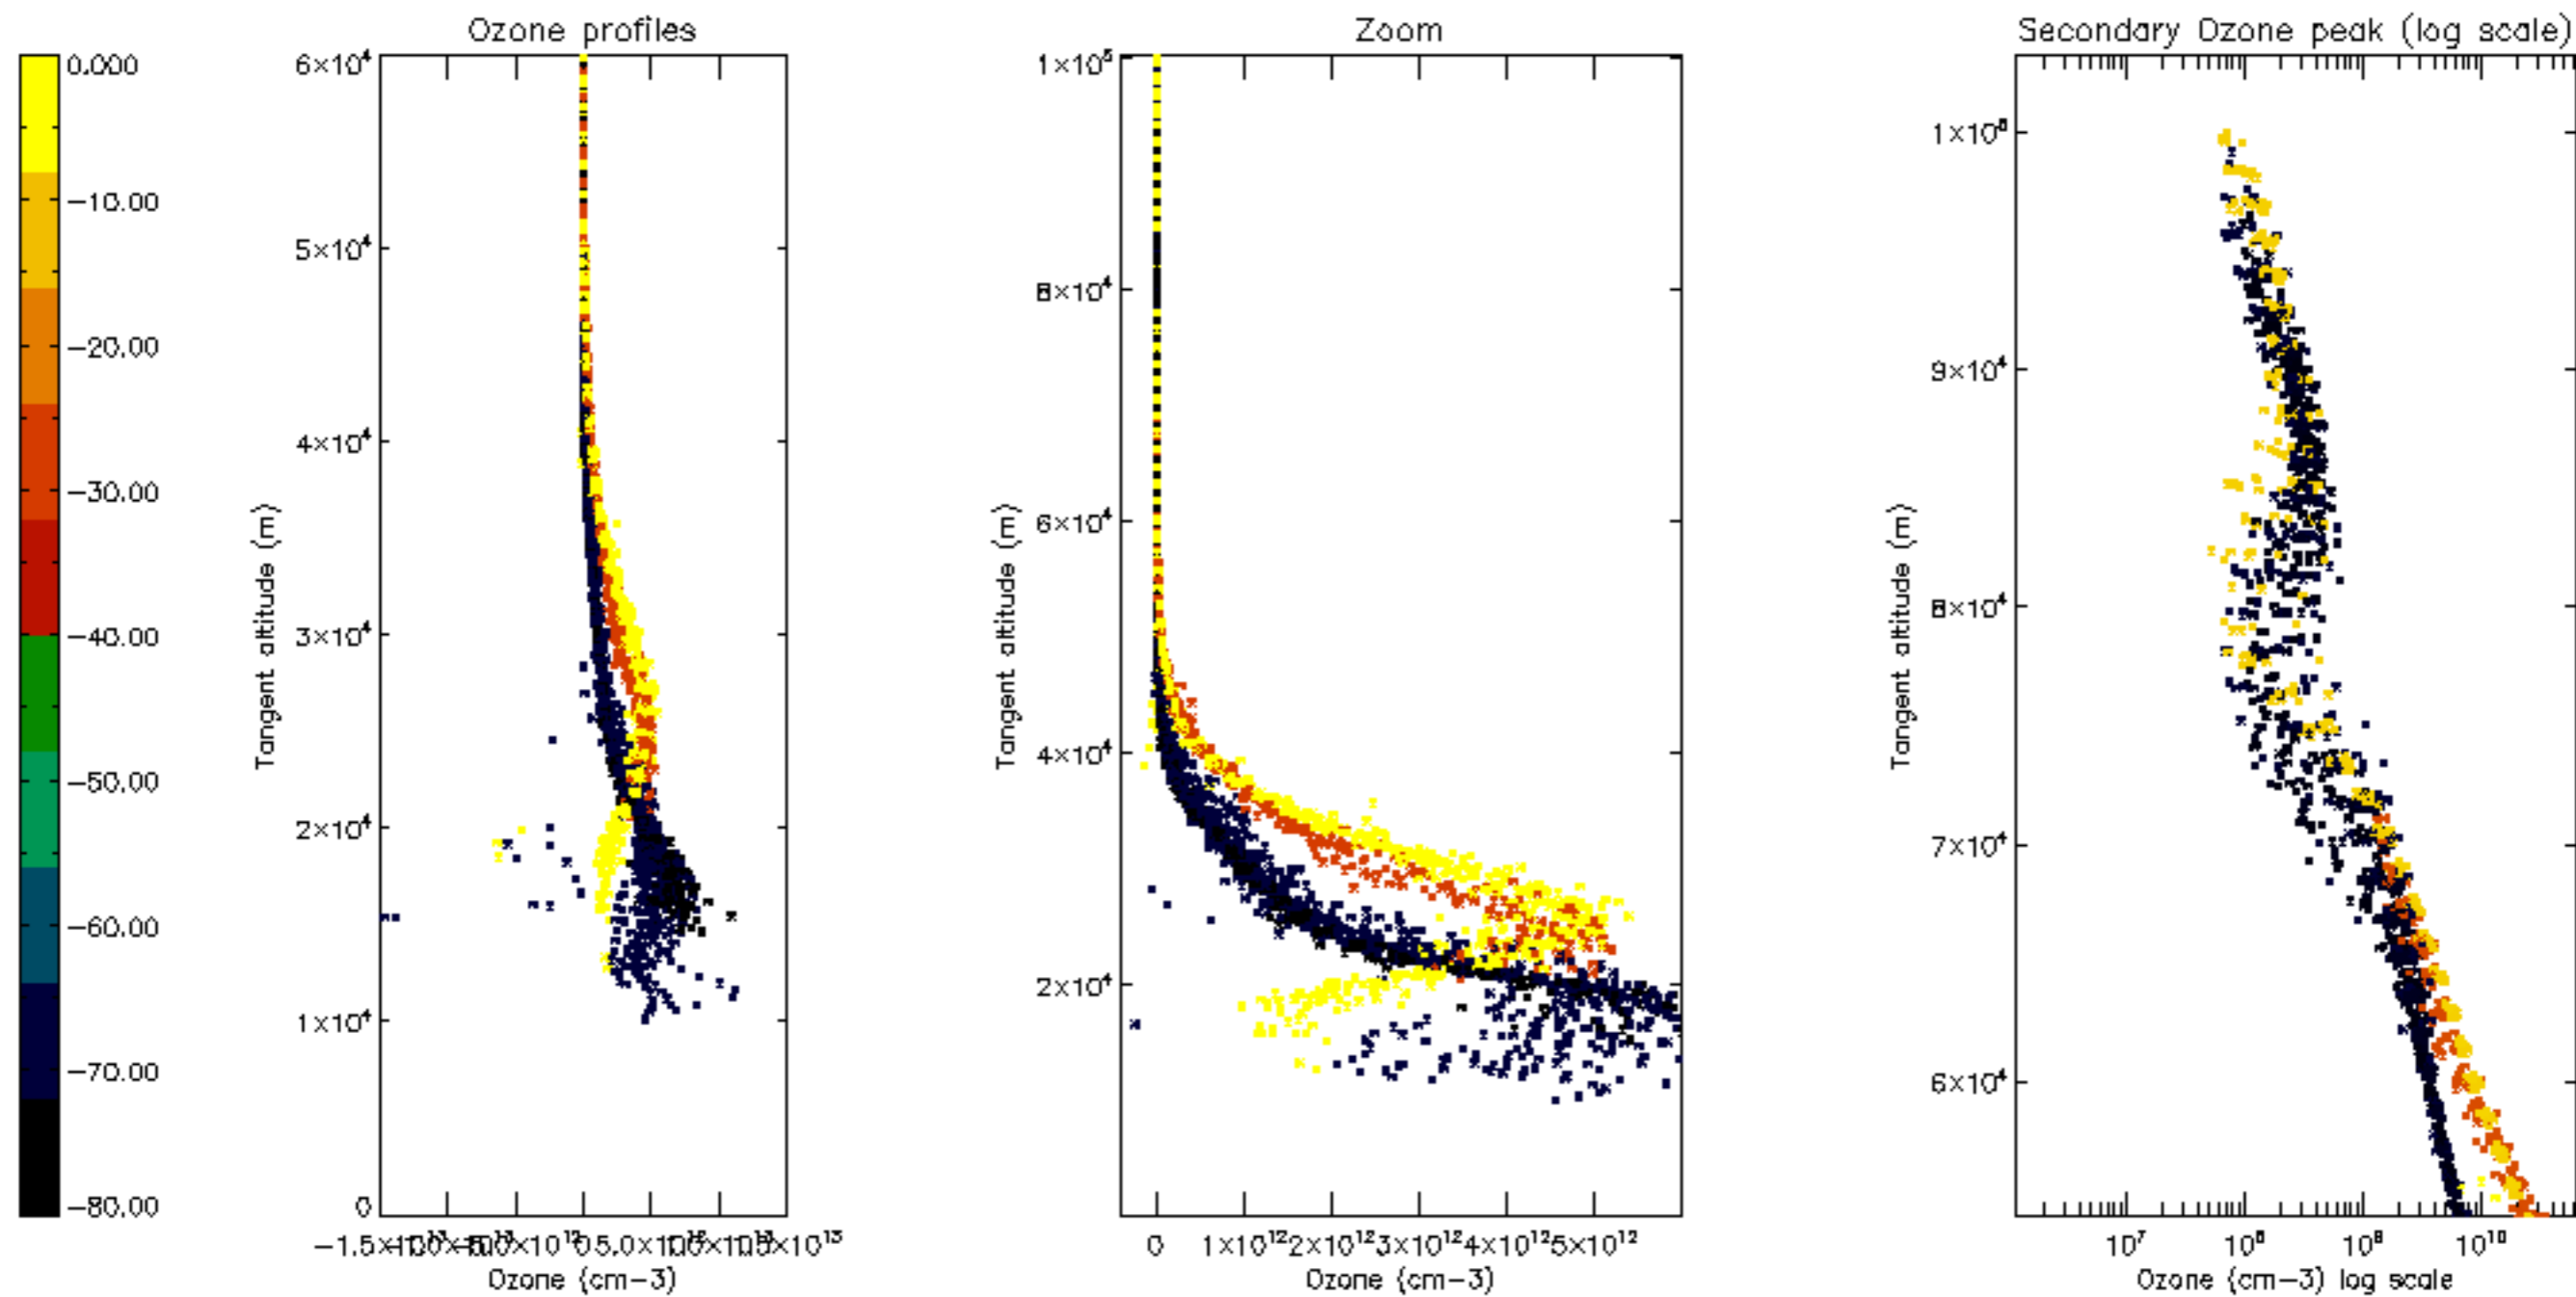 Ozone profiles
Zoom
Secondary Ozone peak (log scale)
0.000
−10.00
−20.00
−30.00
−40.00
−50.00
−60.00
−70.00
−80.00
6×10⁴
5×10⁴
4×10⁴
3×10⁴
2×10⁴
1×10⁴
0
Tangent altitude (m)
Ozone (cm−3)
1×10⁵
8×10⁴
6×10⁴
4×10⁴
2×10⁴
Tangent altitude (m)
0 1×10¹² 2×10¹² 3×10¹² 4×10¹² 5×10¹²
Ozone (cm−3)
9×10⁴
8×10⁴
7×10⁴
6×10⁴
Tangent altitude (m)
10⁷ 10⁸ 10⁹ 10¹⁰
Ozone (cm−3) log scale